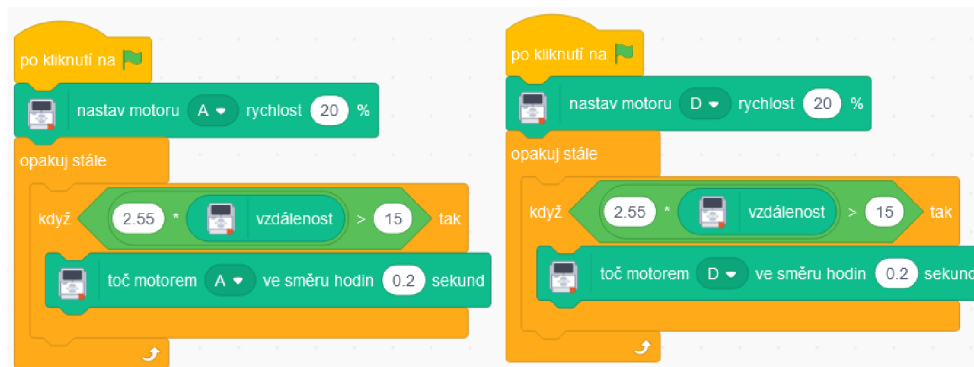 po kliknutí na
nastav motoru A rychlost 20 %
opakuj stále
když 2.55 * vzdálenost > 15 tak
toč motorem A ve směru hodin 0.2 sekund
po kliknutí na
nastav motoru D rychlost 20 %
opakuj stále
když 2.55 * vzdálenost > 15 tak
toč motorem D ve směru hodin 0.2 sekund